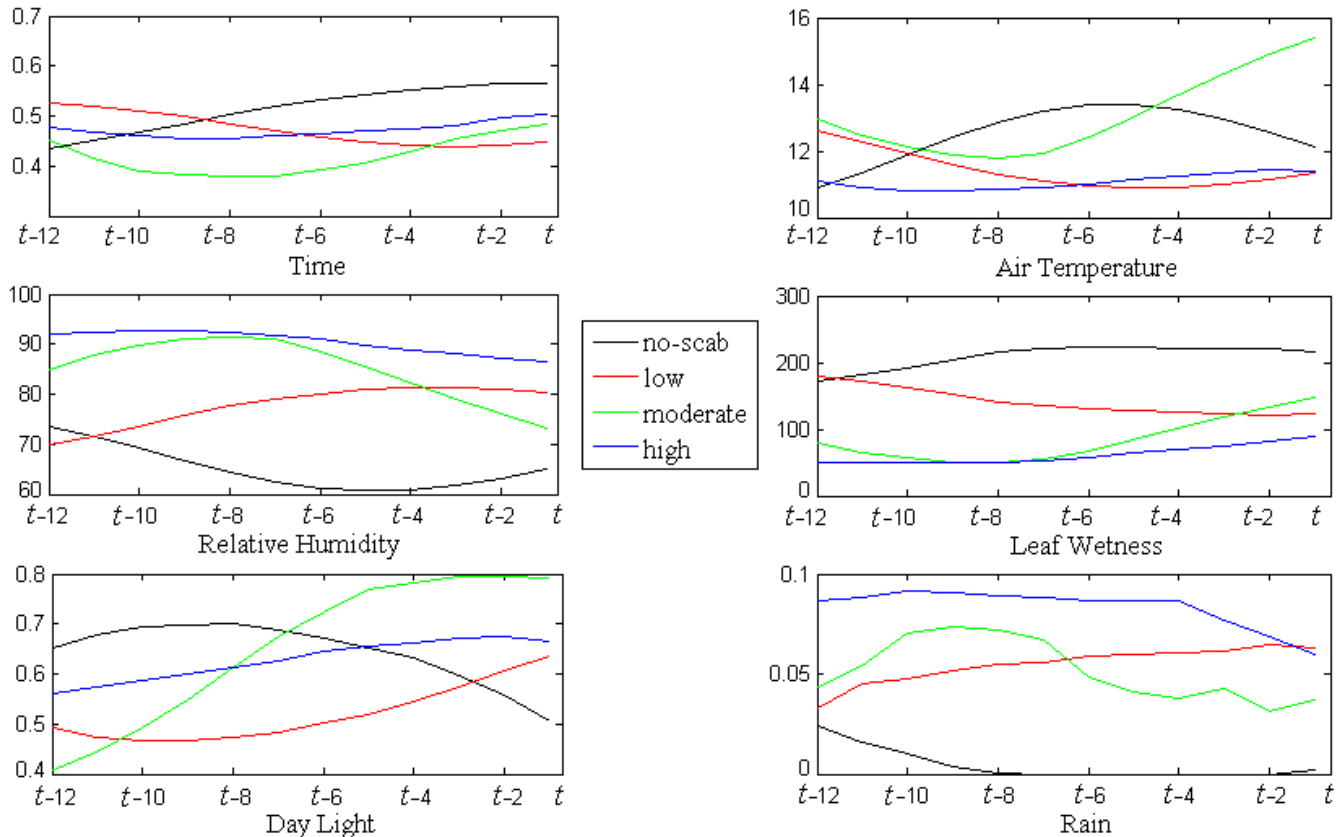 0.7
0.6
0.5
0.4
t-12 t-10 t-8 t-6 t-4 t-2 t
Time
16
14
12
10
t-12 t-10 t-8 t-6 t-4 t-2 t
Air Temperature
100
90
80
70
60
t-12 t-10 t-8 t-6 t-4 t-2 t
Relative Humidity
no-scab
low
moderate
high
300
200
100
0
t-12 t-10 t-8 t-6 t-4 t-2 t
Leaf Wetness
0.8
0.7
0.6
0.5
0.4
t-12 t-10 t-8 t-6 t-4 t-2 t
Day Light
0.1
0.05
0
t-12 t-10 t-8 t-6 t-4 t-2 t
Rain